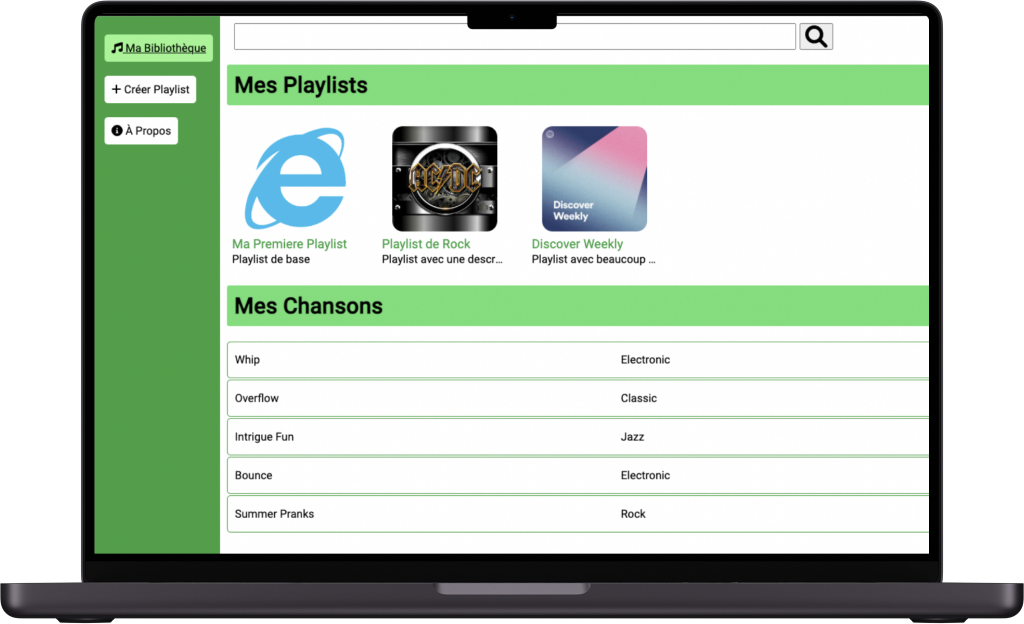 Ma Bibliothèque
Créer Playlist
À Propos
Mes Playlists
AC/DC
Discover
Weekly
Ma Premiere Playlist
Playlist de Rock
Discover Weekly
Playlist de base
Playlist avec une descr...
Playlist avec beaucoup ...
Mes Chansons
Whip
Electronic
Overflow
Classic
Intrigue Fun
Jazz
Bounce
Electronic
Summer Pranks
Rock